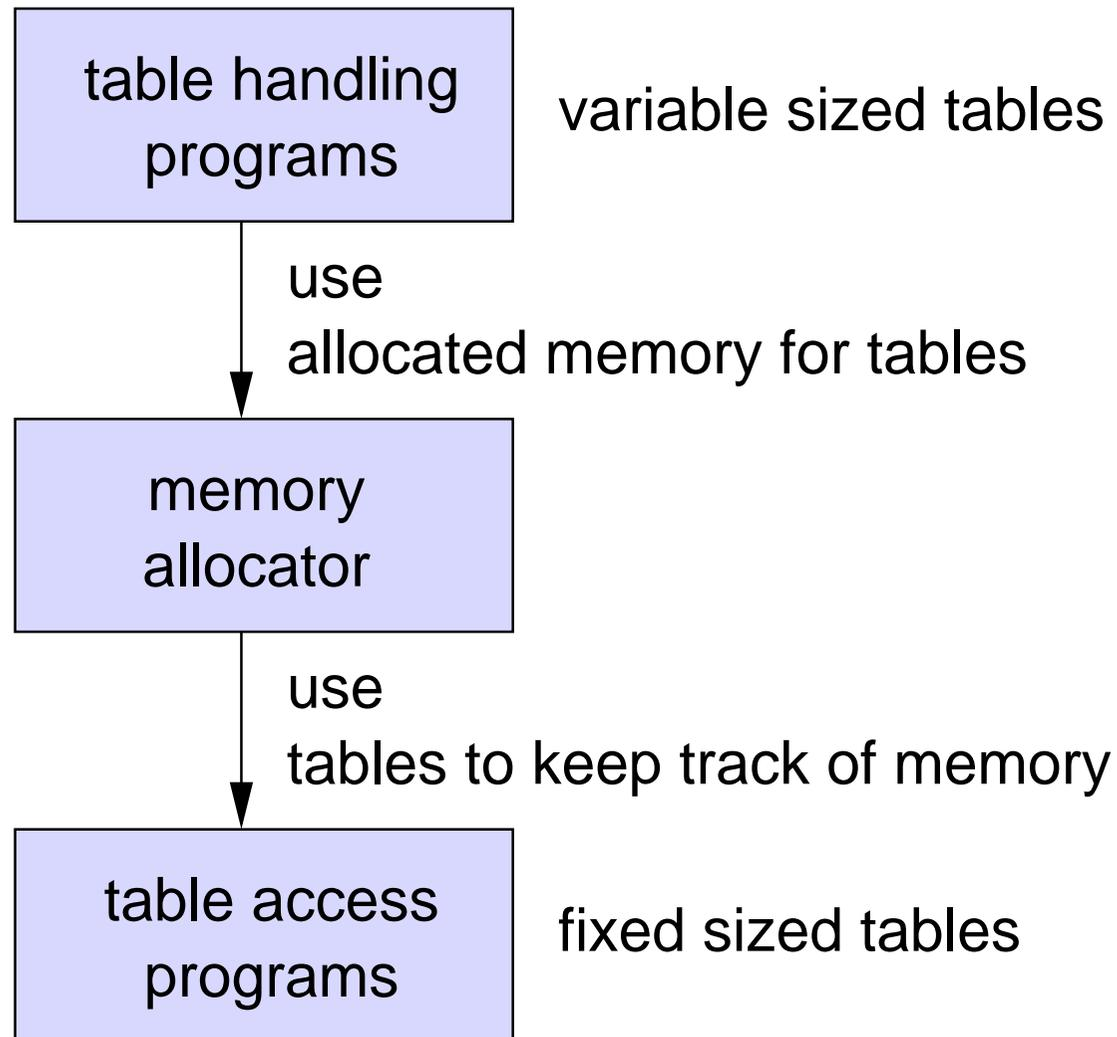 table handling
programs
variable sized tables
use
allocated memory for tables
memory
allocator
use
tables to keep track of memory
table access
programs
fixed sized tables